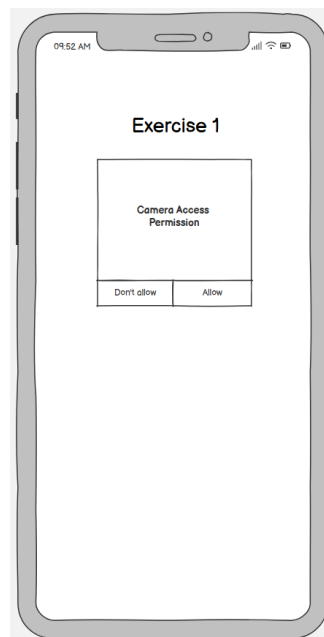 09:52 AM
Exercise 1
Camera Access
Permission
Don't allow
Allow